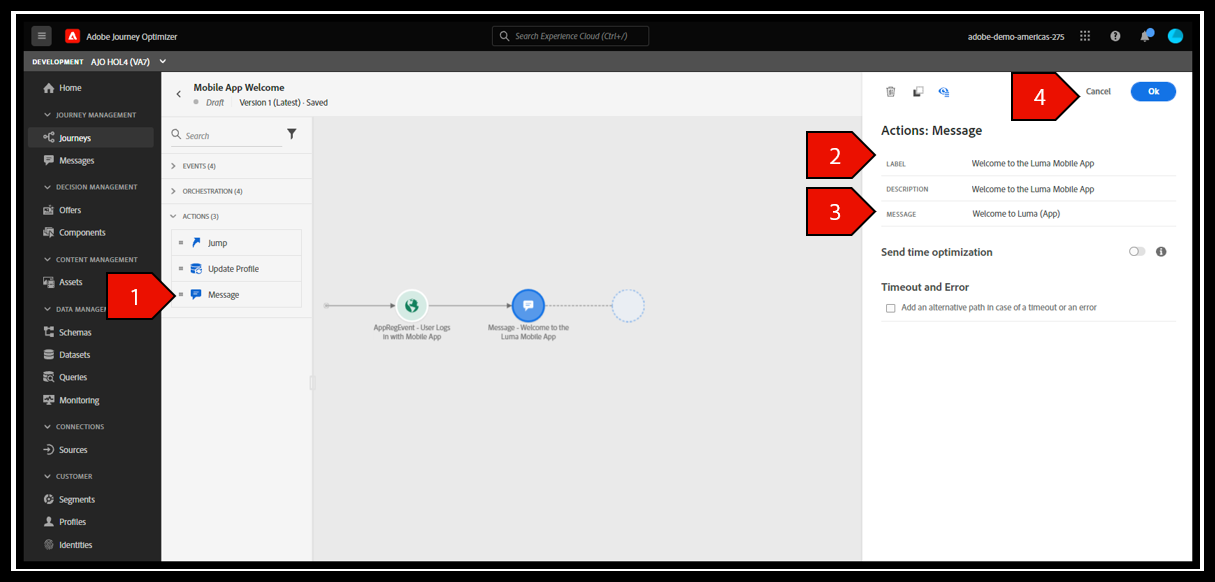 Adobe Journey Optimizer
Search Experience Cloud (Ctrl+/)
adobe-demo-americas-275
DEVELOPMENT AJO HOL4 (VA7)
Home
JOURNEY MANAGEMENT
Journeys
Messages
DECISION MANAGEMENT
Offers
Components
CONTENT MANAGEMENT
Assets
DATA MANAGE
Schemas
Datasets
Queries
Monitoring
CONNECTIONS
Sources
CUSTOMER
Segments
Profiles
Identities
Mobile App Welcome
Draft Version 1 (Latest) · Saved
Search
EVENTS (4)
ORCHESTRATION (4)
ACTIONS (3)
Jump
Update Profile
1
Message
AppRegEvent - User Logs
in with Mobile App
Message - Welcome to the
Luma Mobile App
4
Cancel
Ok
Actions: Message
2
LABEL Welcome to the Luma Mobile App
DESCRIPTION Welcome to the Luma Mobile App
3
MESSAGE Welcome to Luma (App)
Send time optimization
Timeout and Error
Add an alternative path in case of a timeout or an error